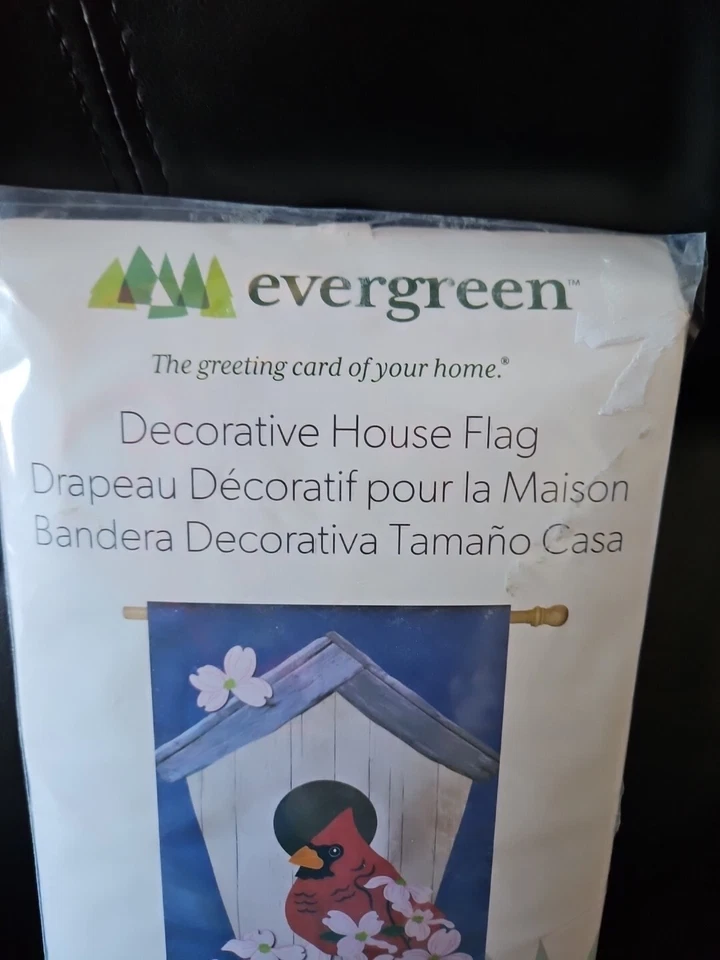 evergreen™
The greeting card of your home.®
Decorative House Flag
Drapeau Décoratif pour la Maison
Bandera Decorativa Tamaño Casa